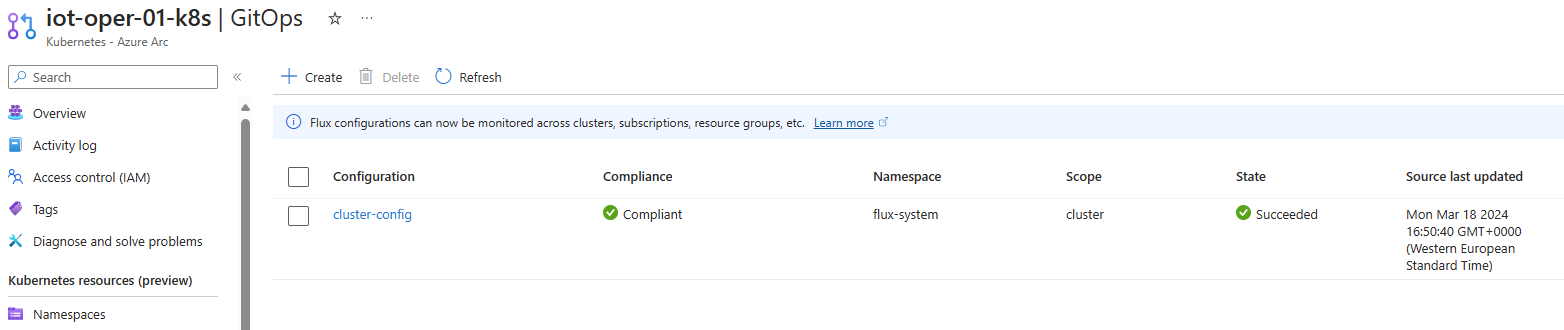 iot-oper-01-k8s | GitOps ☆ ···
Kubernetes - Azure Arc
Search «
Overview
Activity log
Access control (IAM)
Tags
Diagnose and solve problems
Kubernetes resources (preview)
Namespaces
Create Delete Refresh
Flux configurations can now be monitored across clusters, subscriptions, resource groups, etc. Learn more
Configuration Compliance Namespace Scope State Source last updated
cluster-config Compliant flux-system cluster Succeeded Mon Mar 18 2024
16:50:40 GMT+0000
(Western European
Standard Time)